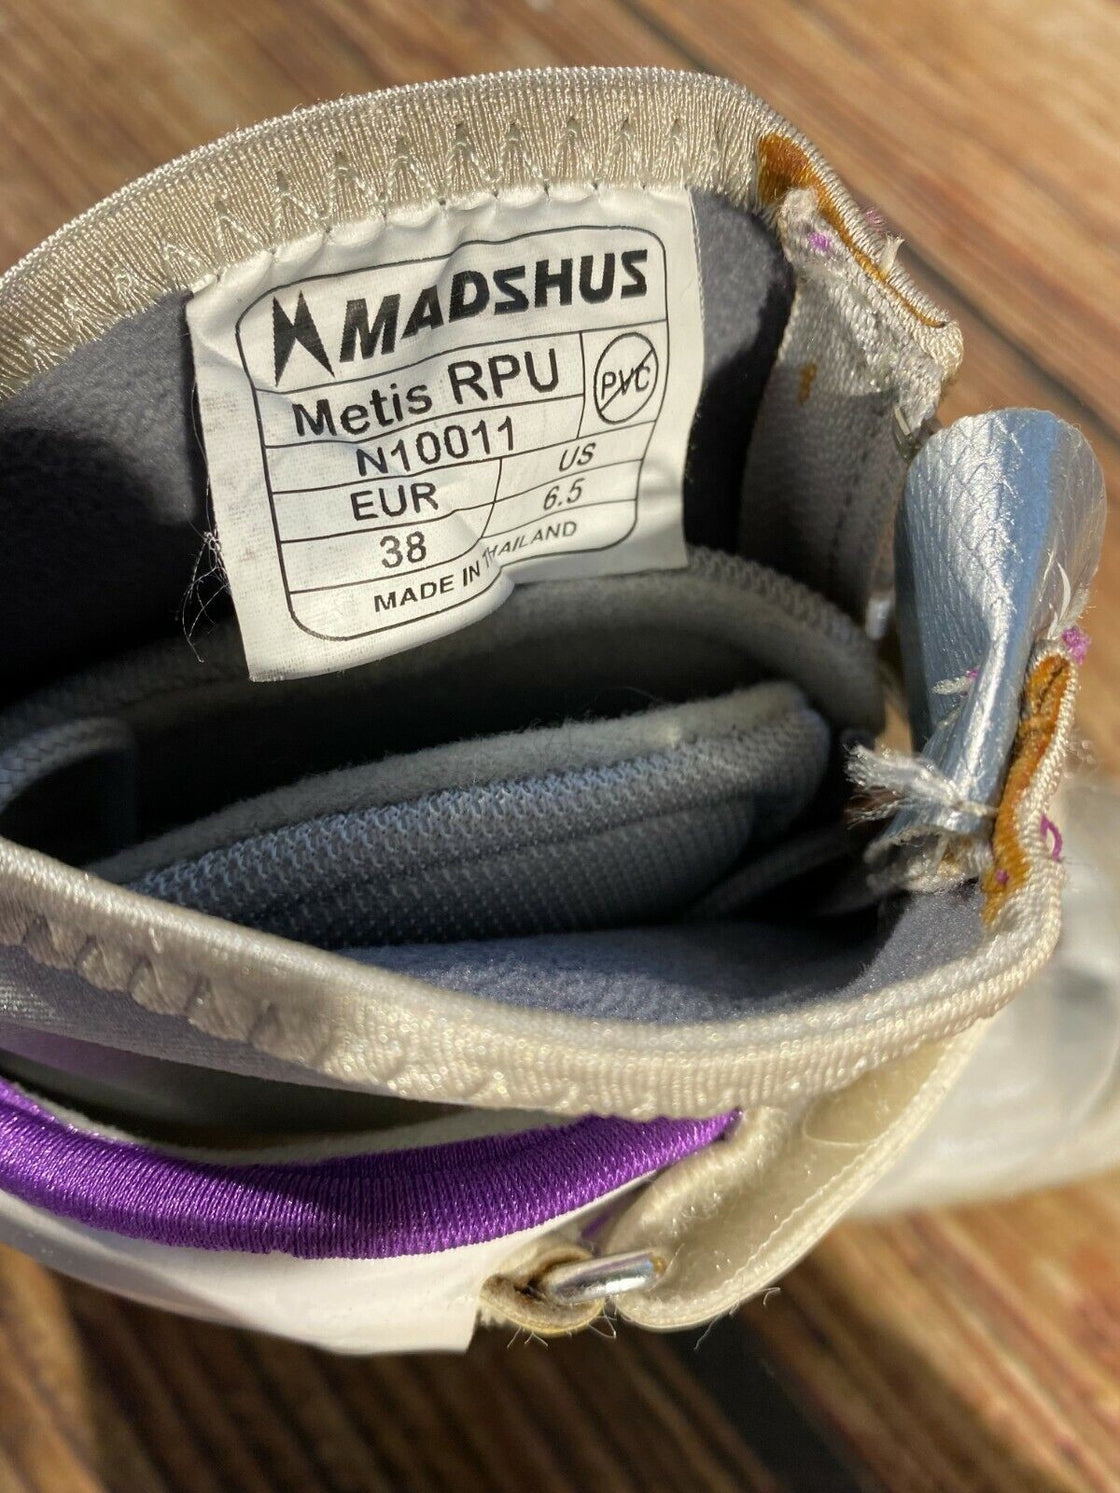 MADSHUS
Metis RPU
PVC
N10011
EUR US
38 6.5
MADE IN THAILAND